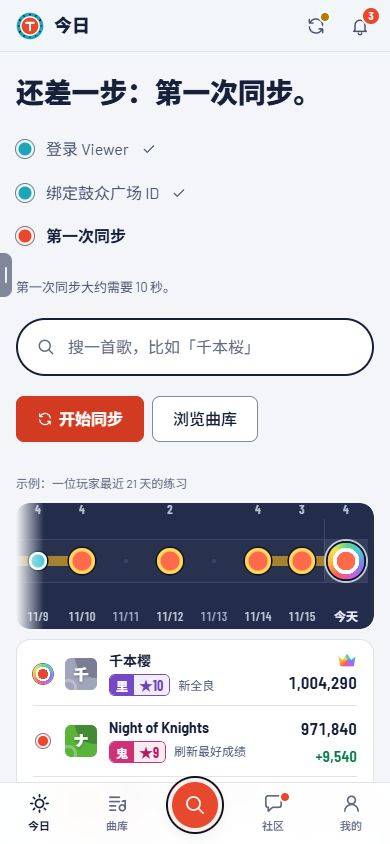 今日
3
还差一步：第一次同步。
登录 Viewer
绑定鼓众广场 ID
第一次同步
第一次同步大约需要 10 秒。
搜一首歌，比如「千本桜」
开始同步
浏览曲库
示例：一位玩家最近 21 天的练习
4 4 2 4 3 4
11/9 11/10 11/11 11/12 11/13 11/14 11/15 今天
千 千本樱
里 ★10 新全良 1,004,290
ナ Night of Knights 971,840
鬼 ★9 刷新最好成绩 +9,540
今日 曲库 社区 我的